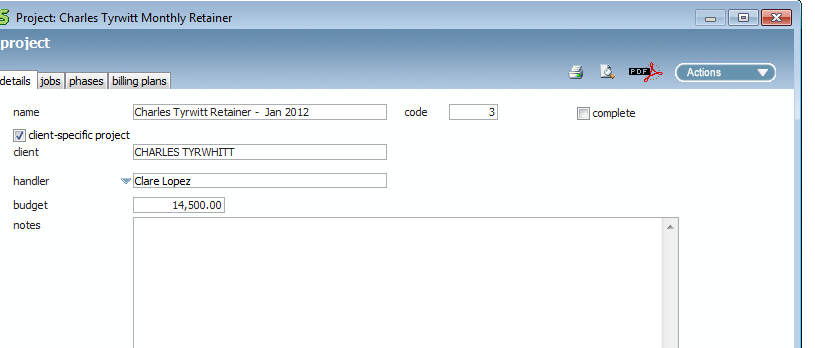 Project: Charles Tyrwitt Monthly Retainer
project
details jobs phases billing plans
PDF Actions
name Charles Tyrwitt Retainer - Jan 2012 code 3 complete
client-specific project
client CHARLES TYRWHITT
handler Clare Lopez
budget 14,500.00
notes